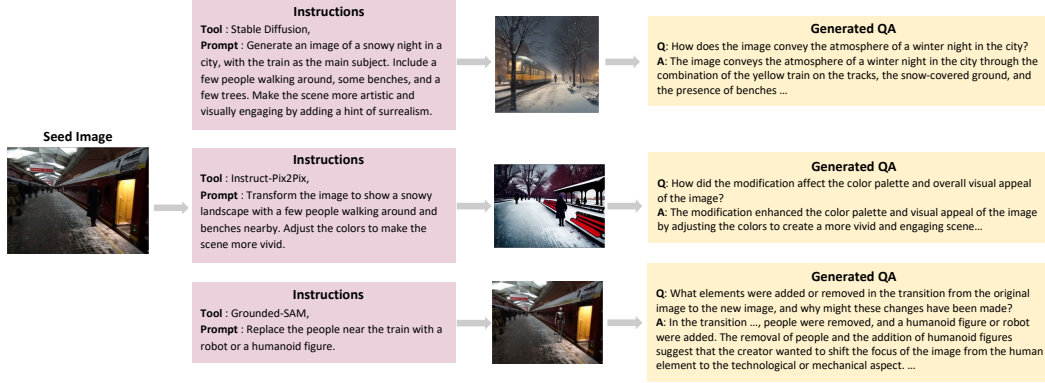 Instructions
Tool : Stable Diffusion,
Prompt : Generate an image of a snowy night in a
city, with the train as the main subject. Include a
few people walking around, some benches, and a
few trees. Make the scene more artistic and
visually engaging by adding a hint of surrealism.
Generated QA
Q: How does the image convey the atmosphere of a winter night in the city?
A: The image conveys the atmosphere of a winter night in the city through the
combination of the yellow train on the tracks, the snow-covered ground, and
the presence of benches ...
Seed Image
Instructions
Tool : Instruct-Pix2Pix,
Prompt : Transform the image to show a snowy
landscape with a few people walking around and
benches nearby. Adjust the colors to make the
scene more vivid.
Generated QA
Q: How did the modification affect the color palette and overall visual appeal
of the image?
A: The modification enhanced the color palette and visual appeal of the image
by adjusting the colors to create a more vivid and engaging scene...
Instructions
Tool : Grounded-SAM,
Prompt : Replace the people near the train with a
robot or a humanoid figure.
Generated QA
Q: What elements were added or removed in the transition from the original
image to the new image, and why might these changes have been made?
A: In the transition ..., people were removed, and a humanoid figure or robot
were added. The removal of people and the addition of humanoid figures
suggest that the creator wanted to shift the focus of the image from the human
element to the technological or mechanical aspect. ...